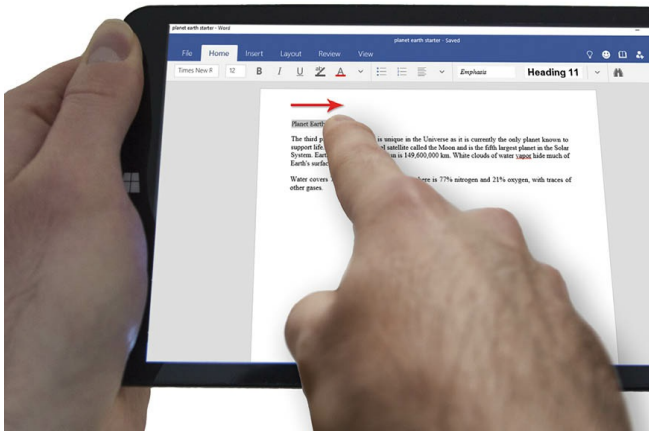 planet earth starter - Word
planet earth starter - Saved
File Home Insert Layout Review View
Times New R 12 B I U A Emphasis Heading 11
Planet Earth
The third p is unique in the Universe as it is currently the only planet known to
support life. el satellite called the Moon and is the fifth largest planet in the Solar
System. Eart n is 149,600,000 km. White clouds of water vapor hide much of
Earth's surfac
Water covers here is 77% nitrogen and 21% oxygen, with traces of
other gases.